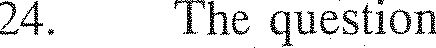 24. The question